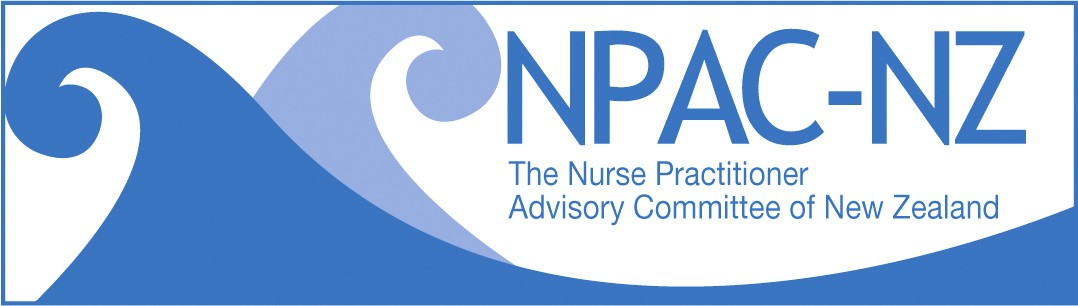 NPAC-NZ
The Nurse Practitioner
Advisory Committee of New Zealand